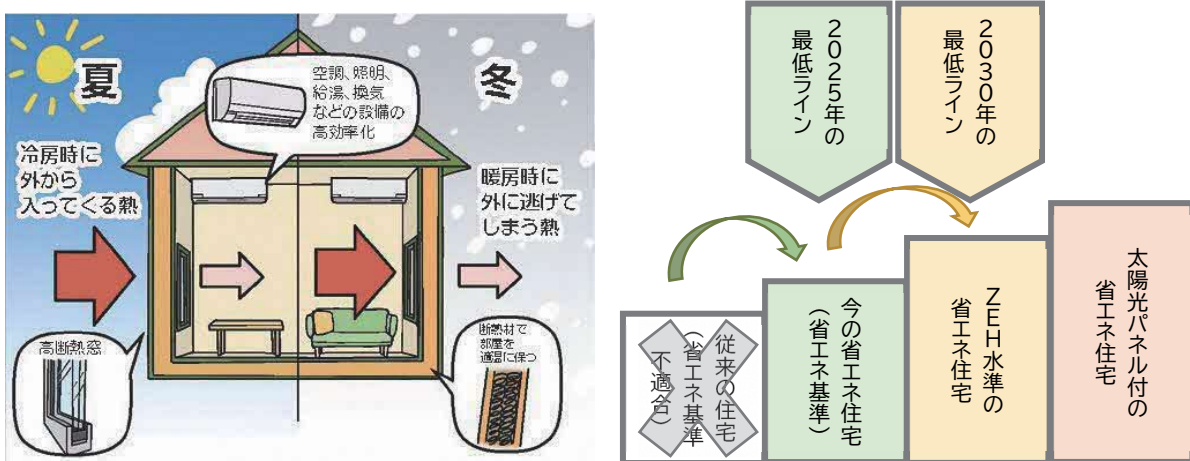 夏
冬
空調、照明、
給湯、換気
などの設備の
高効率化
冷房時に
外から
入ってくる熱
暖房時に
外に逃げて
しまう熱
高断熱窓
断熱材で
部屋を
適温に保つ
2025年の
最低ライン
2030年の
最低ライン
従来の住宅
(省エネ基準
不適合)
今の省エネ住宅
(省エネ基準)
ZEH水準の
省エネ住宅
太陽光パネル付の
省エネ住宅